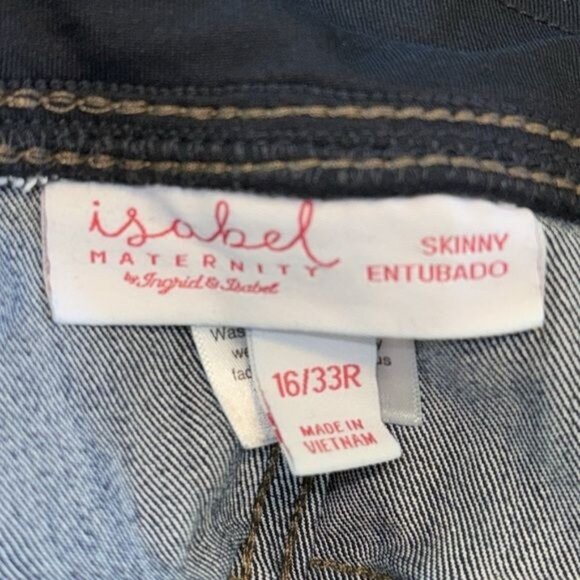 isabel
MATERNITY
by Ingrid & Isabel
SKINNY
ENTUBADO
16/33R
MADE IN
VIETNAM